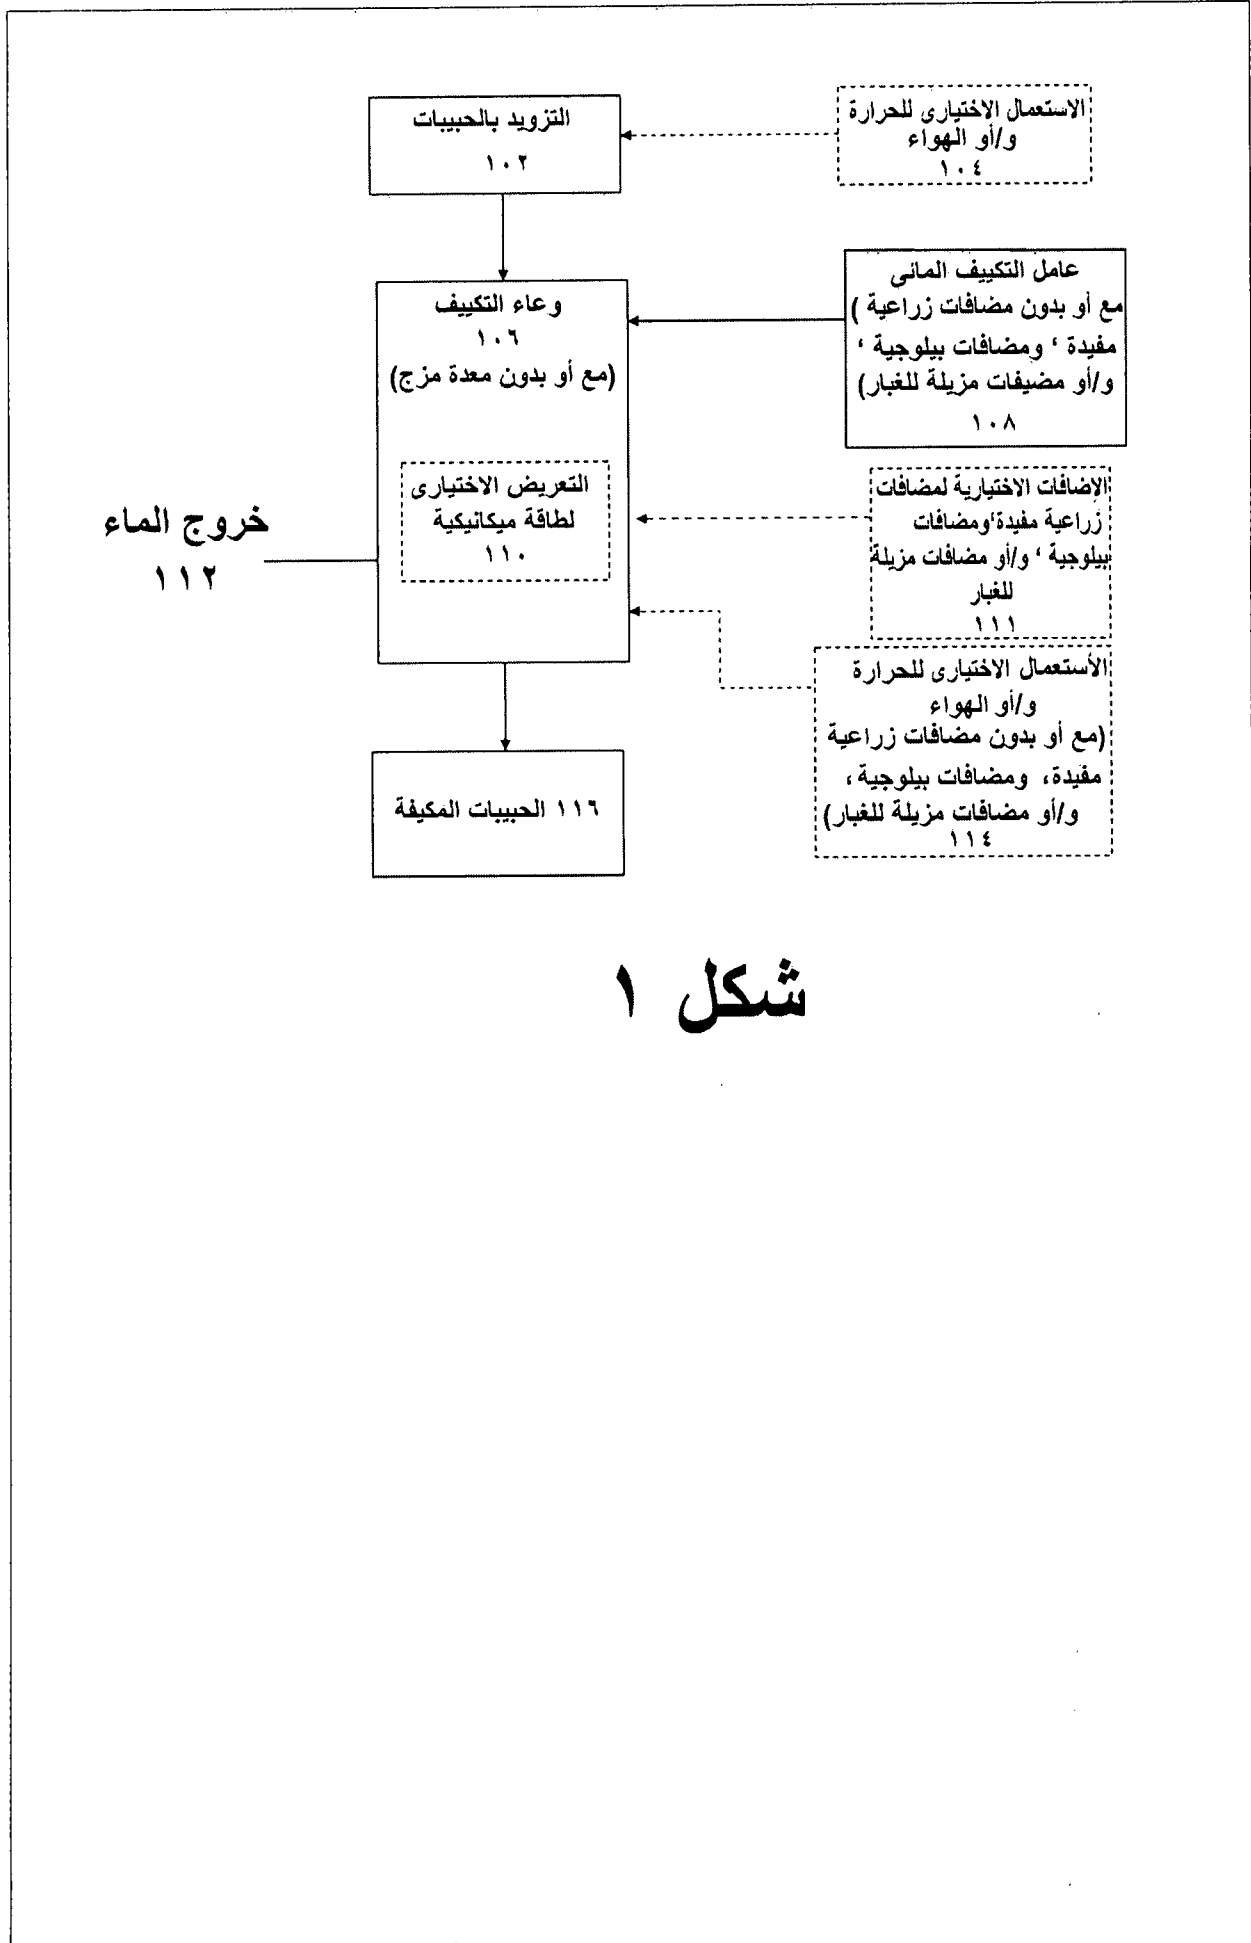 التزويد بالحبيبات
١٠٢
الاستعمال الاختيارى للحرارة
و/أو الهواء
١٠٤
وعاء التكييف
١٠٦
(مع أو بدون معدة مزج)
عامل التكييف المائى
مع أو بدون مضافات زراعية )
مفيدة ، ومضافات بيلوجية ،
و/أو مضيفات مزيلة للغبار)
١٠٨
التعريض الاختيارى
لطاقة ميكانيكية
١١٠
الإضافات الاختيارية لمضافات
زراعية مفيدة،ومضافات
بيلوجية ، و/أو مضافات مزيلة
للغبار
١١١
خروج الماء
١١٢
الأستعمال الاختيارى للحرارة
و/أو الهواء
(مع أو بدون مضافات زراعية
مفيدة، ومضافات بيلوجية،
و/أو مضافات مزيلة للغبار)
١١٤
١١٦ الحبيبات المكيفة
شكل ١